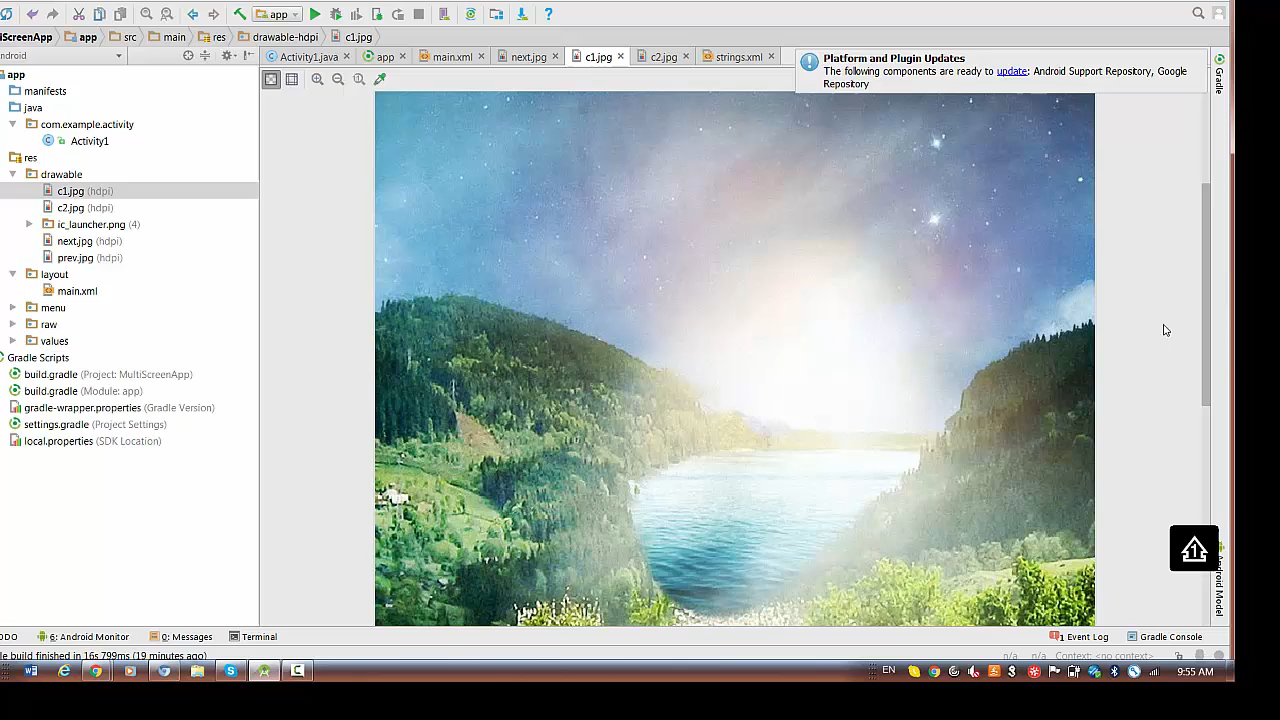 app
iScreenApp app src main res drawable-hdpi c1.jpg
ndroid
Activity1.java app main.xml next.jpg c1.jpg c2.jpg strings.xml
Platform and Plugin Updates
The following components are ready to update: Android Support Repository, Google
Repository
Gradle
app
manifests
java
com.example.activity
Activity1
res
drawable
c1.jpg (hdpi)
c2.jpg (hdpi)
ic_launcher.png (4)
next.jpg (hdpi)
prev.jpg (hdpi)
layout
main.xml
menu
raw
values
Gradle Scripts
build.gradle (Project: MultiScreenApp)
build.gradle (Module: app)
gradle-wrapper.properties (Gradle Version)
settings.gradle (Project Settings)
local.properties (SDK Location)
1
Android Model
ODO 6: Android Monitor 0: Messages Terminal 1 Event Log Gradle Console
le build finished in 16s 799ms (19 minutes ago) n/a n/a Context: <no context>
EN 9:55 AM